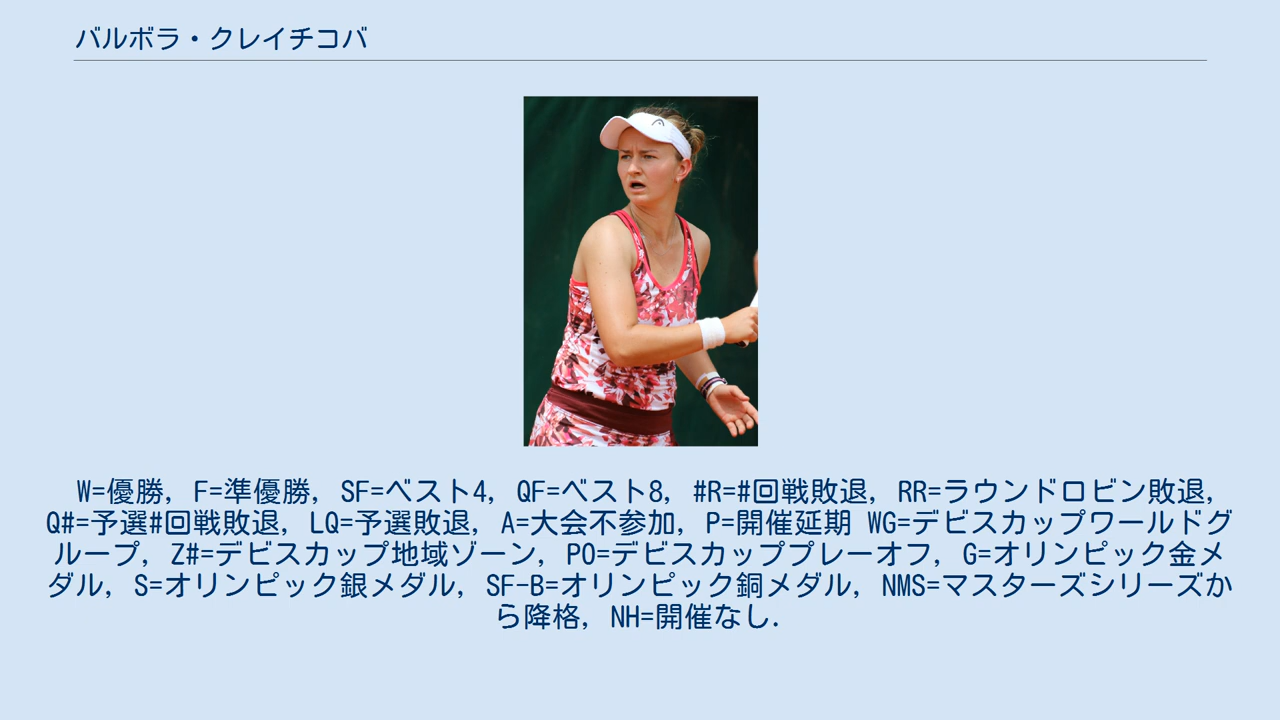 バルボラ・クレイチコバ
W=優勝, F=準優勝, SF=ベスト4, QF=ベスト8, #R=#回戦敗退, RR=ラウンドロビン敗退,
Q#=予選#回戦敗退, LQ=予選敗退, A=大会不参加, P=開催延期 WG=デビスカップワールドグ
ループ, Z#=デビスカップ地域ゾーン, PO=デビスカッププレーオフ, G=オリンピック金メ
ダル, S=オリンピック銀メダル, SF-B=オリンピック銅メダル, NMS=マスターズシリーズか
ら降格, NH=開催なし.